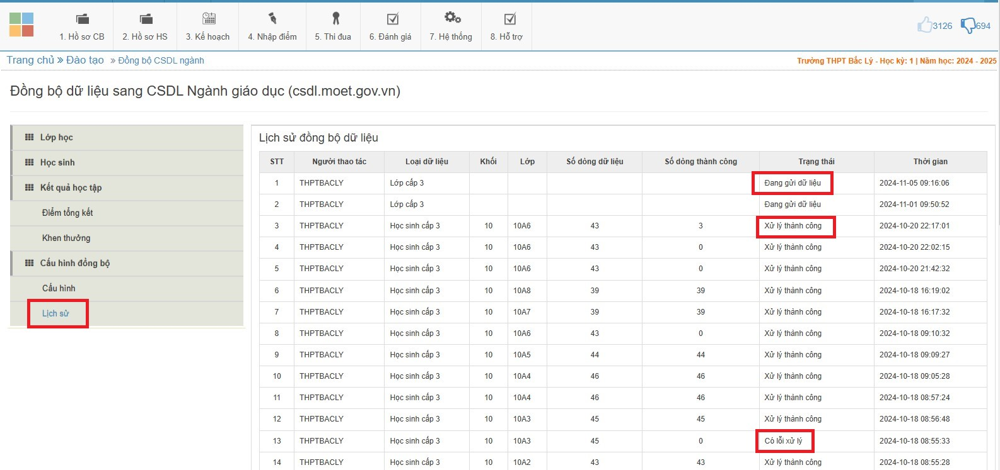 1. Hồ sơ CB 2. Hồ sơ HS 3. Kế hoạch 4. Nhập điểm 5. Thi đua 6. Đánh giá 7. Hệ thống 8. Hỗ trợ 3126 694
Trang chủ » Đào tạo » Đồng bộ CSDL ngành
Trường THPT Bắc Lý - Học kỳ: 1 | Năm học: 2024 - 2025
Đồng bộ dữ liệu sang CSDL Ngành giáo dục (csdl.moet.gov.vn)
Lớp học
Học sinh
Kết quả học tập
Điểm tổng kết
Khen thưởng
Cấu hình đồng bộ
Cấu hình
Lịch sử
Lịch sử đồng bộ dữ liệu
STT Người thao tác Loại dữ liệu Khối Lớp Số dòng dữ liệu Số dòng thành công Trạng thái Thời gian
1 THPTBACLY Lớp cấp 3 Đang gửi dữ liệu 2024-11-05 09:16:06
2 THPTBACLY Lớp cấp 3 Đang gửi dữ liệu 2024-11-01 09:50:52
3 THPTBACLY Học sinh cấp 3 10 10A6 43 3 Xử lý thành công 2024-10-20 22:17:01
4 THPTBACLY Học sinh cấp 3 10 10A6 43 0 Xử lý thành công 2024-10-20 22:02:15
5 THPTBACLY Học sinh cấp 3 10 10A6 43 0 Xử lý thành công 2024-10-20 21:42:32
6 THPTBACLY Học sinh cấp 3 10 10A8 39 39 Xử lý thành công 2024-10-18 16:19:02
7 THPTBACLY Học sinh cấp 3 10 10A7 39 39 Xử lý thành công 2024-10-18 16:17:32
8 THPTBACLY Học sinh cấp 3 10 10A6 43 0 Xử lý thành công 2024-10-18 09:10:32
9 THPTBACLY Học sinh cấp 3 10 10A5 44 44 Xử lý thành công 2024-10-18 09:09:27
10 THPTBACLY Học sinh cấp 3 10 10A4 46 46 Xử lý thành công 2024-10-18 09:05:28
11 THPTBACLY Học sinh cấp 3 10 10A4 46 46 Xử lý thành công 2024-10-18 08:57:24
12 THPTBACLY Học sinh cấp 3 10 10A3 45 45 Xử lý thành công 2024-10-18 08:56:48
13 THPTBACLY Học sinh cấp 3 10 10A3 45 0 Có lỗi xử lý 2024-10-18 08:55:33
14 THPTBACLY Học sinh cấp 3 10 10A2 43 43 Xử lý thành công 2024-10-18 08:55:28